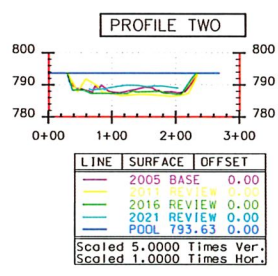 PROFILE TWO
800 800
790 790
780 780
0+00 1+00 2+00 3+00
LINE SURFACE OFFSET
2005 BASE 0.00
2011 REVIEW 0.00
2016 REVIEW 0.00
2021 REVIEW 0.00
POOL 793.63 0.00
Scaled 5.0000 Times Ver.
Scaled 1.0000 Times Hor.